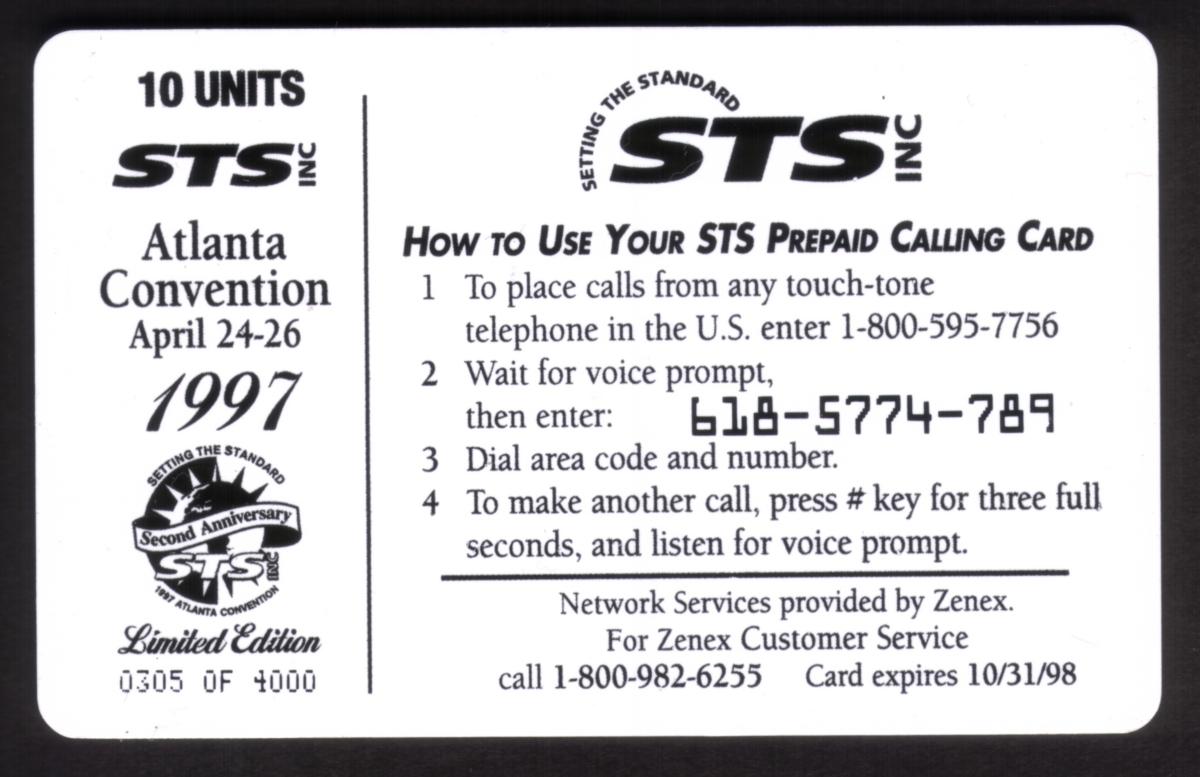 10 UNITS
STS INC
Atlanta
Convention
April 24-26
1997
SETTING THE STANDARD
Second Anniversary
STS INC
1997 ATLANTA CONVENTION
Limited Edition
0305 OF 4000
SETTING THE STANDARD
STS INC
HOW TO USE YOUR STS PREPAID CALLING CARD
1 To place calls from any touch-tone
telephone in the U.S. enter 1-800-595-7756
2 Wait for voice prompt,
then enter: 618-5774-789
3 Dial area code and number.
4 To make another call, press # key for three full
seconds, and listen for voice prompt.
Network Services provided by Zenex.
For Zenex Customer Service
call 1-800-982-6255 Card expires 10/31/98